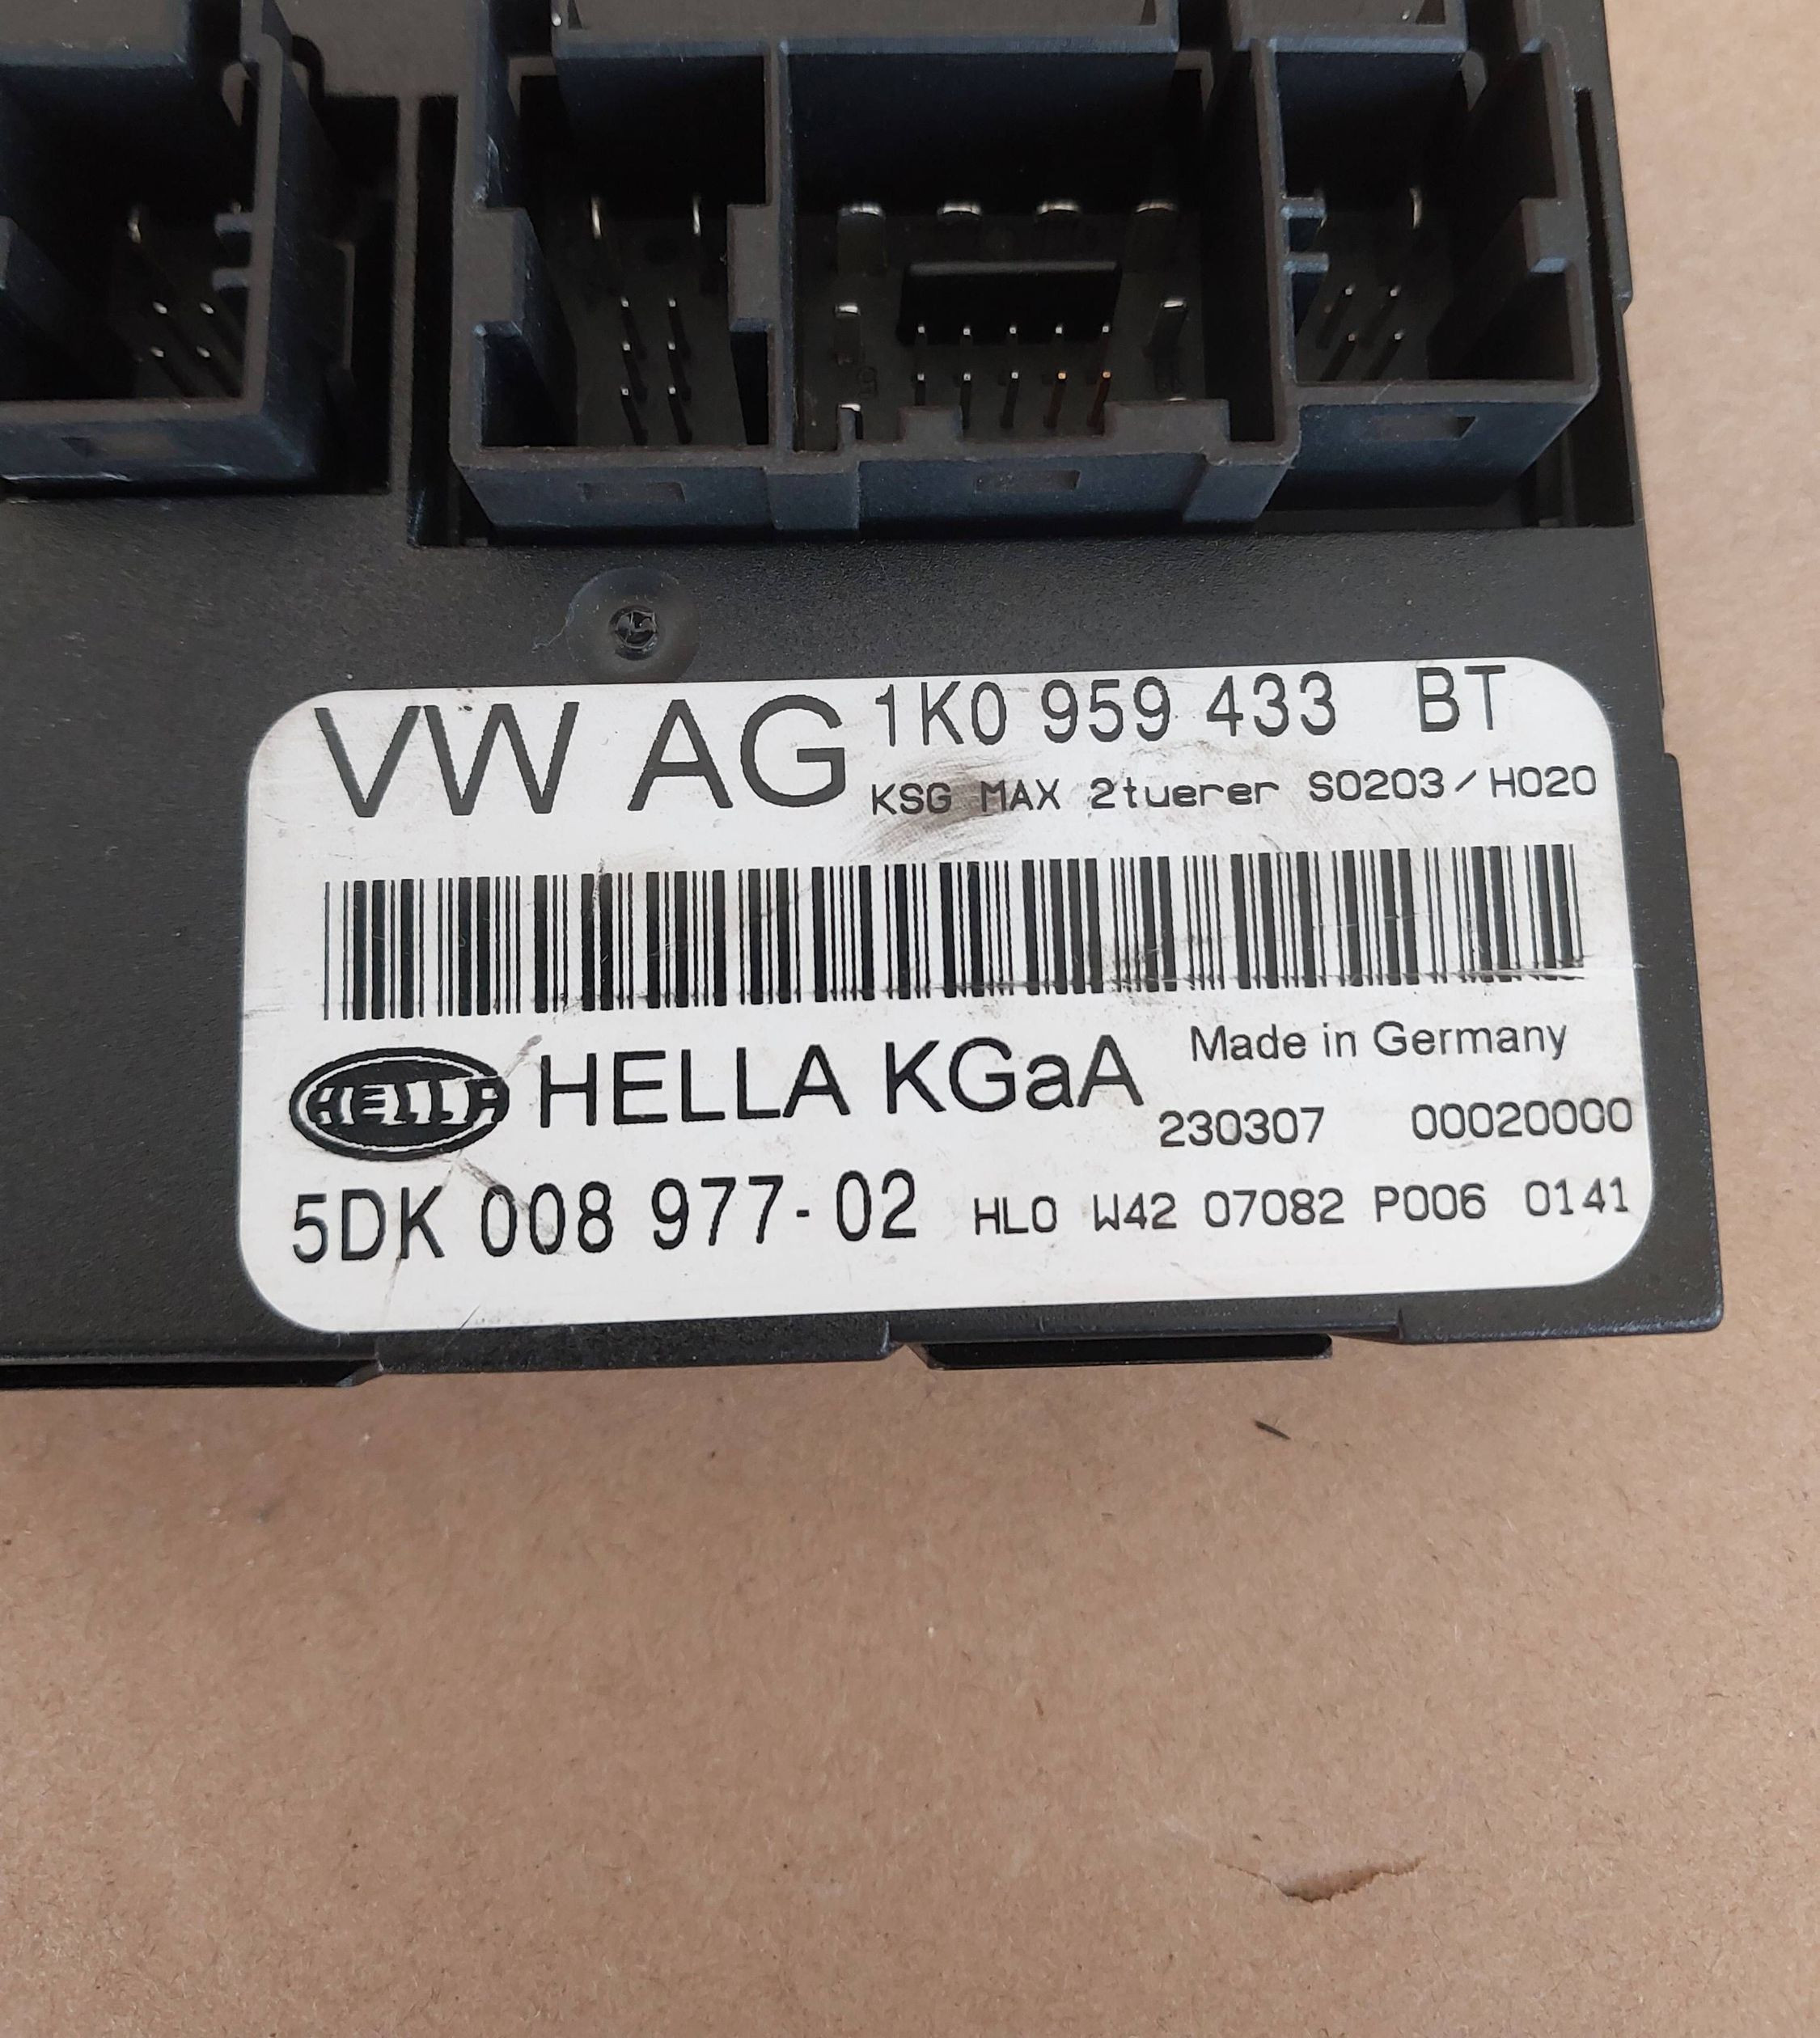 VW AG 1K0 959 433 BT
KSG MAX 2tuerer S0203/H020
HELLA HELLA KGaA Made in Germany
230307 00020000
5DK 008 977-02 HL0 W42 07082 P006 0141